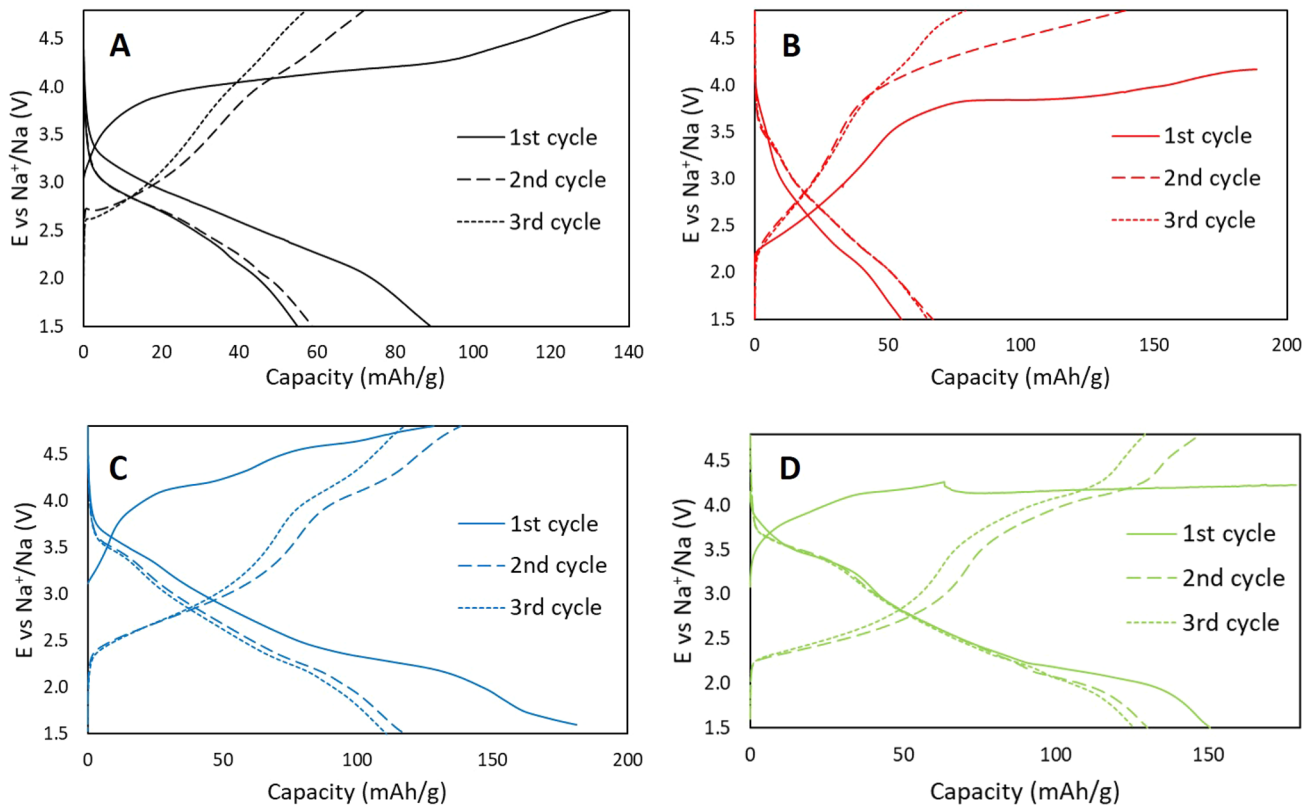 A
E vs Na⁺/Na (V)
4.5
4.0
3.5
3.0
2.5
2.0
1.5
1st cycle
2nd cycle
3rd cycle
0 20 40 60 80 100 120 140
Capacity (mAh/g)
B
E vs Na⁺/Na (V)
4.5
4.0
3.5
3.0
2.5
2.0
1.5
1st cycle
2nd cycle
3rd cycle
0 50 100 150 200
Capacity (mAh/g)
C
E vs Na⁺/Na (V)
4.5
4.0
3.5
3.0
2.5
2.0
1.5
1st cycle
2nd cycle
3rd cycle
0 50 100 150 200
Capacity (mAh/g)
D
E vs Na⁺/Na (V)
4.5
4.0
3.5
3.0
2.5
2.0
1.5
1st cycle
2nd cycle
3rd cycle
0 50 100 150
Capacity (mAh/g)